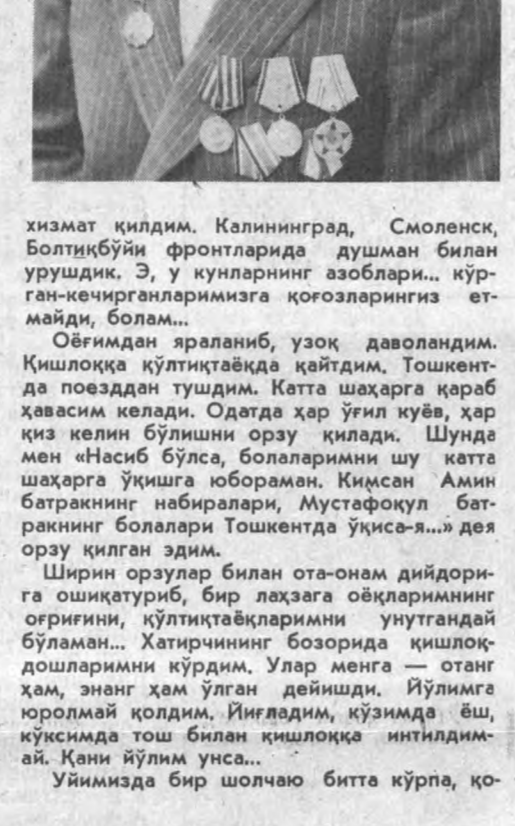 хизмат қилдим. Калининград, Смоленск,
Болтиқбўйи фронтларида душман билан
урушдик. Э, у кунларнинг азоблари... кўр-
ган-кечирганларимизга қоғозларингиз ет-
майди, болам...
Оёғимдан яраланиб, узоқ даволандим.
Қишлоққа қўлтиқтаёқда қайтдим. Тошкент-
да поезддан тушдим. Катта шаҳарга қараб
ҳавасим келади. Одатда ҳар ўғил куёв, ҳар
қиз келин бўлишни орзу қилади. Шунда
мен «Насиб бўлса, болаларимни шу катта
шаҳарга ўқишга юбораман. Кимсан Амин
батракнинг набиралари, Мустафоқул бат-
ракнинг болалари Тошкентда ўқиса-я...» дея
орзу қилган эдим.
Ширин орзулар билан ота-онам дийдори-
га ошиқатуриб, бир лаҳзага оёқларимнинг
оғриғини, қўлтиқтаёқларимни унутгандай
бўламан... Хатирчининг бозорида қишлоқ-
дошларимни кўрдим. Улар менга — отанг
ҳам, энанг ҳам ўлган дейишди. Йўлимга
юролмай қолдим. Йиғладим, кўзимда ёш,
кўксимда тош билан қишлоққа интилдим-
ай. Қани йўлим унса...
Уйимизда бир шолчаю битта кўрпа, қо-